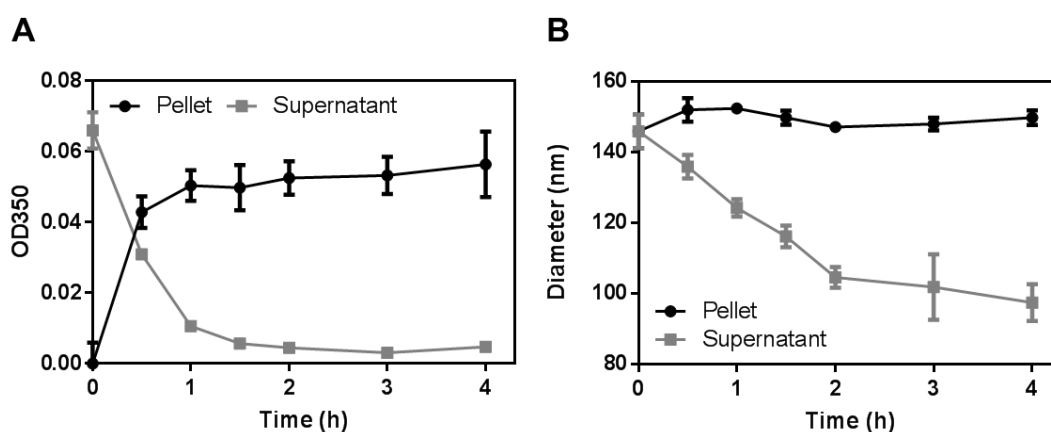 A
OD350
0.08
0.06
0.04
0.02
0.00
Pellet Supernatant
0 1 2 3 4
Time (h)
B
Diameter (nm)
160
140
120
100
80
Pellet
Supernatant
0 1 2 3 4
Time (h)